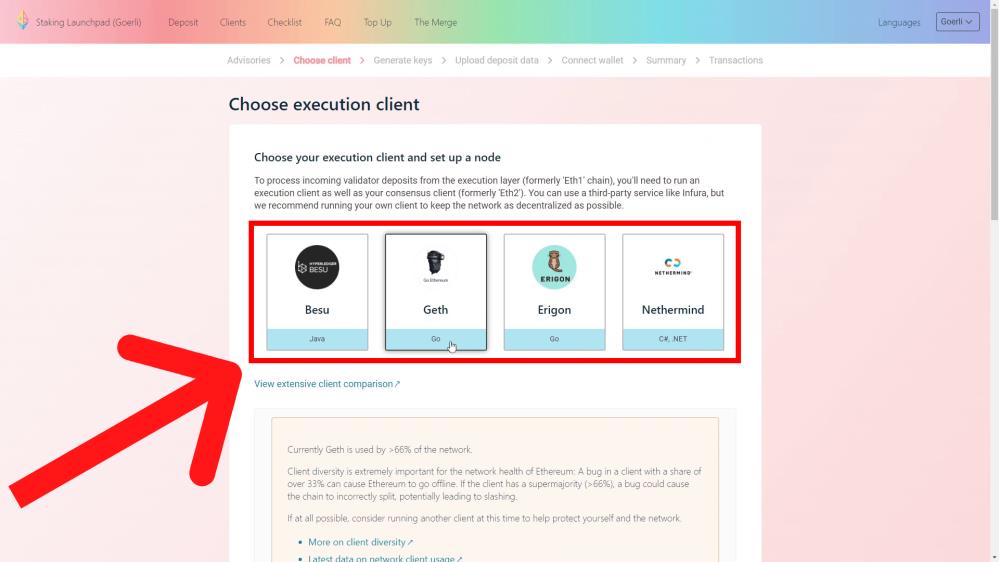 Staking Launchpad (Goerli) Deposit Clients Checklist FAQ Top Up The Merge Languages Goerli
Advisories > Choose client > Generate keys > Upload deposit data > Connect wallet > Summary > Transactions
Choose execution client
Choose your execution client and set up a node
To process incoming validator deposits from the execution layer (formerly 'Eth1' chain), you'll need to run an
execution client as well as your consensus client (formerly 'Eth2'). You can use a third-party service like Infura, but
we recommend running your own client to keep the network as decentralized as possible.
HYPERLEDGER
BESU
Besu
Java
Go Ethereum
Geth
Go
ERIGON
Erigon
Go
NETHERMIND
Nethermind
C#, .NET
View extensive client comparison↗
Currently Geth is used by >66% of the network.
Client diversity is extremely important for the network health of Ethereum: A bug in a client with a share of
over 33% can cause Ethereum to go offline. If the client has a supermajority (>66%), a bug could cause
the chain to incorrectly split, potentially leading to slashing.
If at all possible, consider running another client at this time to help protect yourself and the network.
• More on client diversity↗
• Latest data on network client usage↗